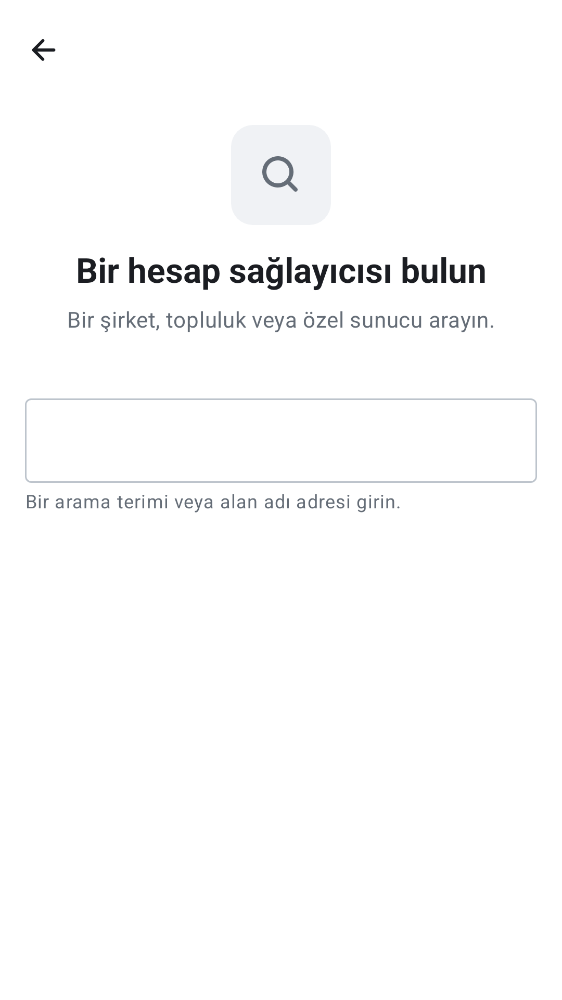 Bir hesap sağlayıcısı bulun
Bir şirket, topluluk veya özel sunucu arayın.
Bir arama terimi veya alan adı adresi girin.